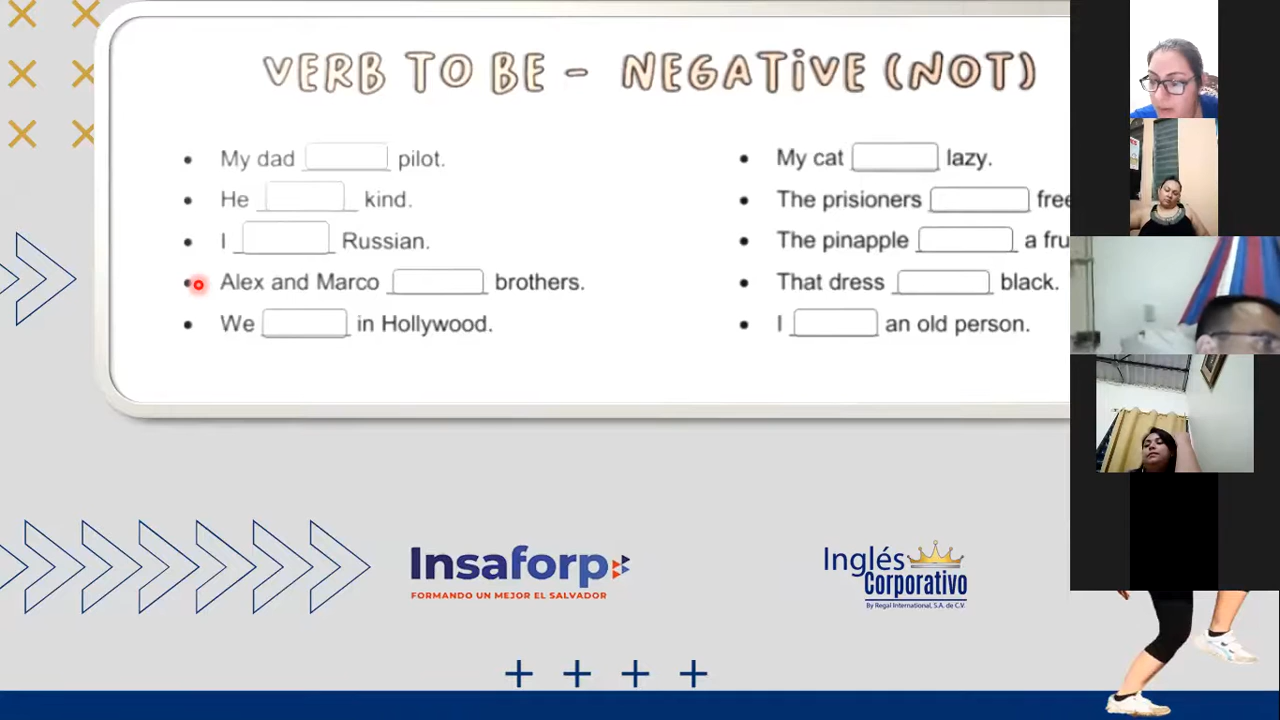 VERB TO BE - NEGATIVE (NOT)
My dad pilot.
He kind.
I Russian.
Alex and Marco brothers.
We in Hollywood.
My cat lazy.
The prisioners free
The pinapple a fru
That dress black.
I an old person.
Insaforp
FORMANDO UN MEJOR EL SALVADOR
Inglés
Corporativo
By Regal International, S.A. de C.V.